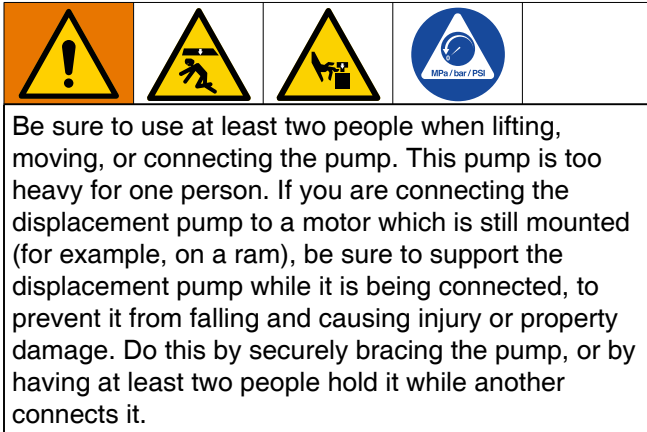 MPa/bar/PSI
Be sure to use at least two people when lifting,
moving, or connecting the pump. This pump is too
heavy for one person. If you are connecting the
displacement pump to a motor which is still mounted
(for example, on a ram), be sure to support the
displacement pump while it is being connected, to
prevent it from falling and causing injury or property
damage. Do this by securely bracing the pump, or by
having at least two people hold it while another
connects it.